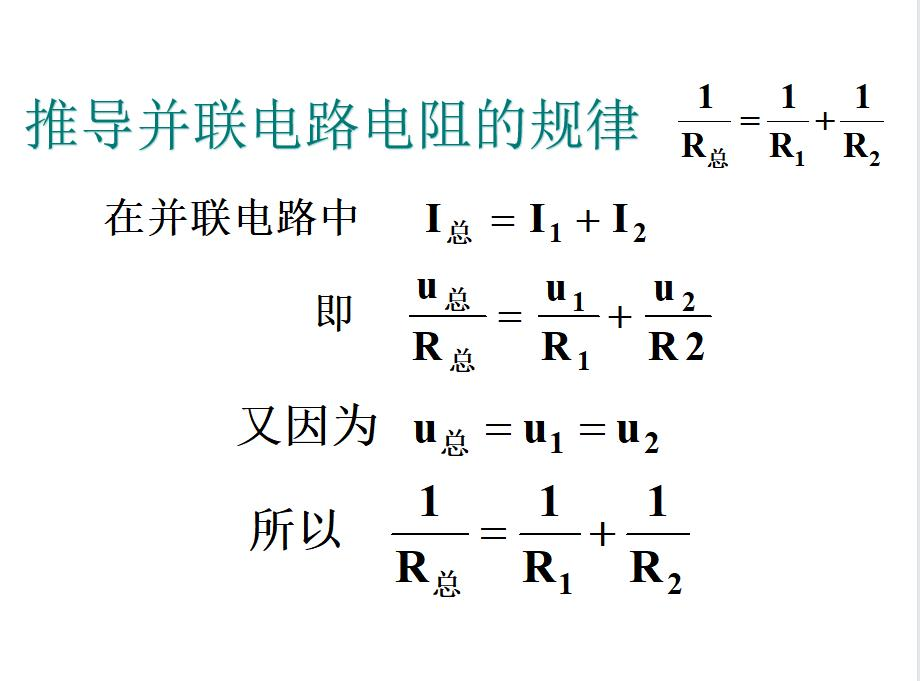 推导并联电路电阻的规律 1/R总 = 1/R1 + 1/R2
在并联电路中 I总 = I1 + I2
即 u总/R总 = u1/R1 + u2/R2
又因为 u总 = u1 = u2
所以 1/R总 = 1/R1 + 1/R2